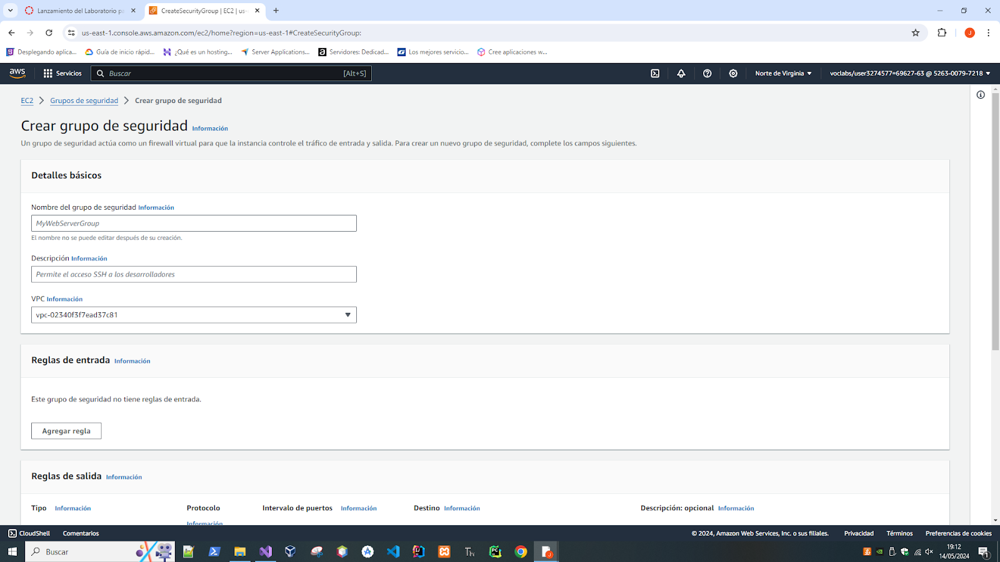 Lanzamiento del Laboratorio pa
CreateSecurityGroup | EC2 | us-
us-east-1.console.aws.amazon.com/ec2/home?region=us-east-1#CreateSecurityGroup:
J
Desplegando aplica...
Guía de inicio rápid...
¿Qué es un hosting...
Server Applications...
Servidores: Dedicad...
Los mejores servicio...
Cree aplicaciones w...
aws
Servicios
Buscar
[Alt+S]
Norte de Virginia
voclabs/user3274577=69627-63 @ 5263-0079-7218
EC2 > Grupos de seguridad > Crear grupo de seguridad
Crear grupo de seguridad Información
Un grupo de seguridad actúa como un firewall virtual para que la instancia controle el tráfico de entrada y salida. Para crear un nuevo grupo de seguridad, complete los campos siguientes.
Detalles básicos
Nombre del grupo de seguridad Información
MyWebServerGroup
El nombre no se puede editar después de su creación.
Descripción Información
Permite el acceso SSH a los desarrolladores
VPC Información
vpc-02340f3f7ead37c81
Reglas de entrada Información
Este grupo de seguridad no tiene reglas de entrada.
Agregar regla
Reglas de salida Información
Tipo Información
Protocolo
Información
Intervalo de puertos Información
Destino Información
Descripción: opcional Información
CloudShell
Comentarios
© 2024, Amazon Web Services, Inc. o sus filiales.
Privacidad
Términos
Preferencias de cookies
Buscar
19:12
14/05/2024
1